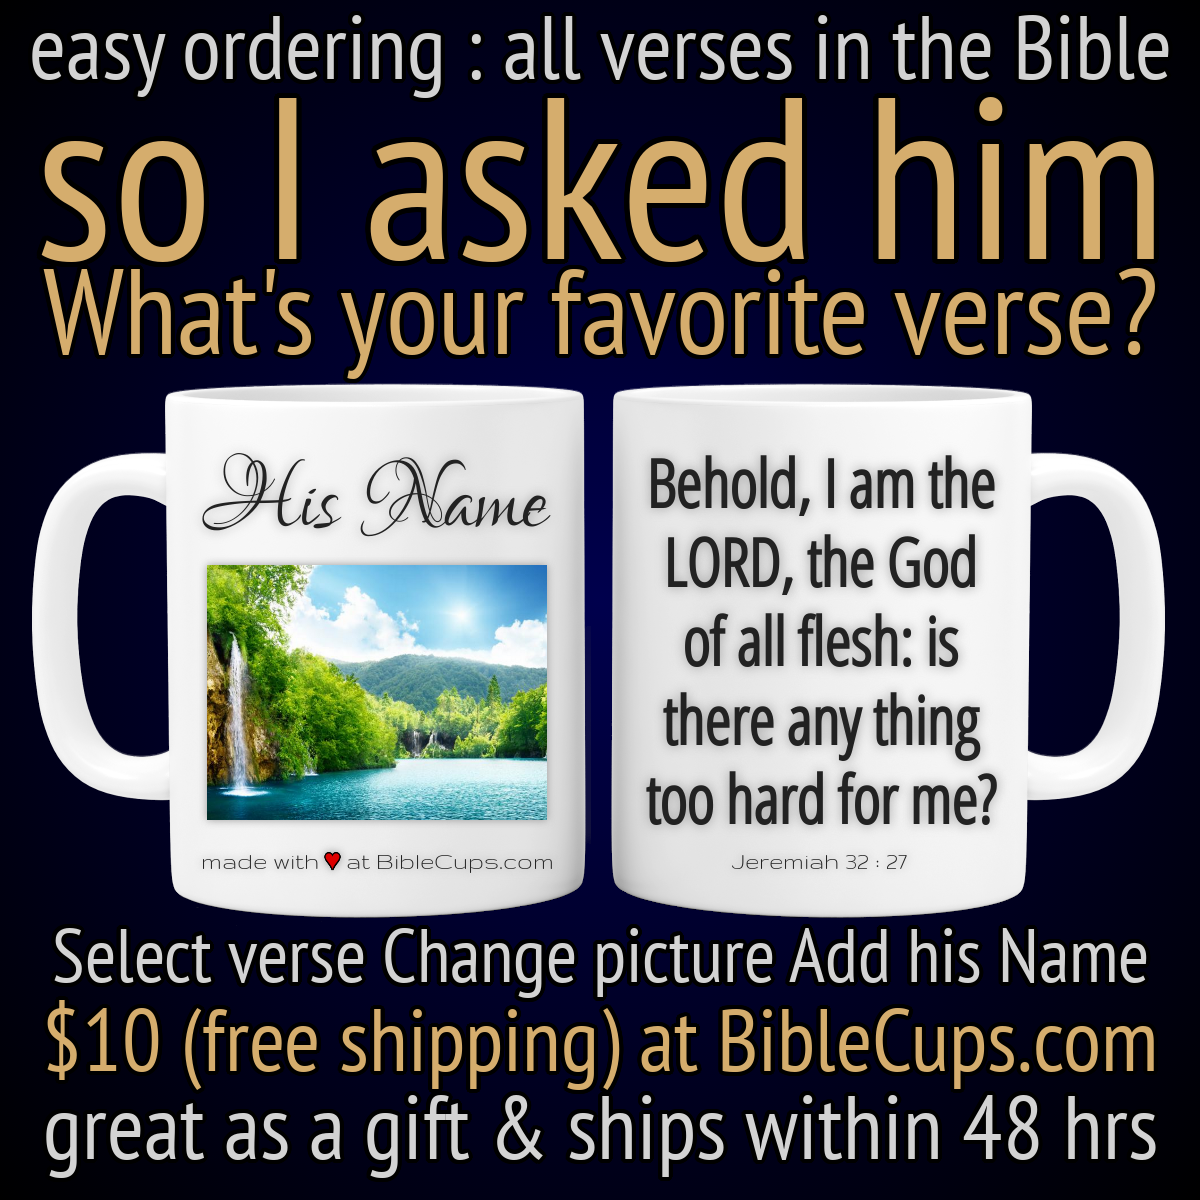 easy ordering : all verses in the Bible
so I asked him
What's your favorite verse?
His Name
made with ❤ at BibleCups.com
Behold, I am the
LORD, the God
of all flesh: is
there any thing
too hard for me?
Jeremiah 32 : 27
Select verse Change picture Add his Name
$10 (free shipping) at BibleCups.com
great as a gift & ships within 48 hrs